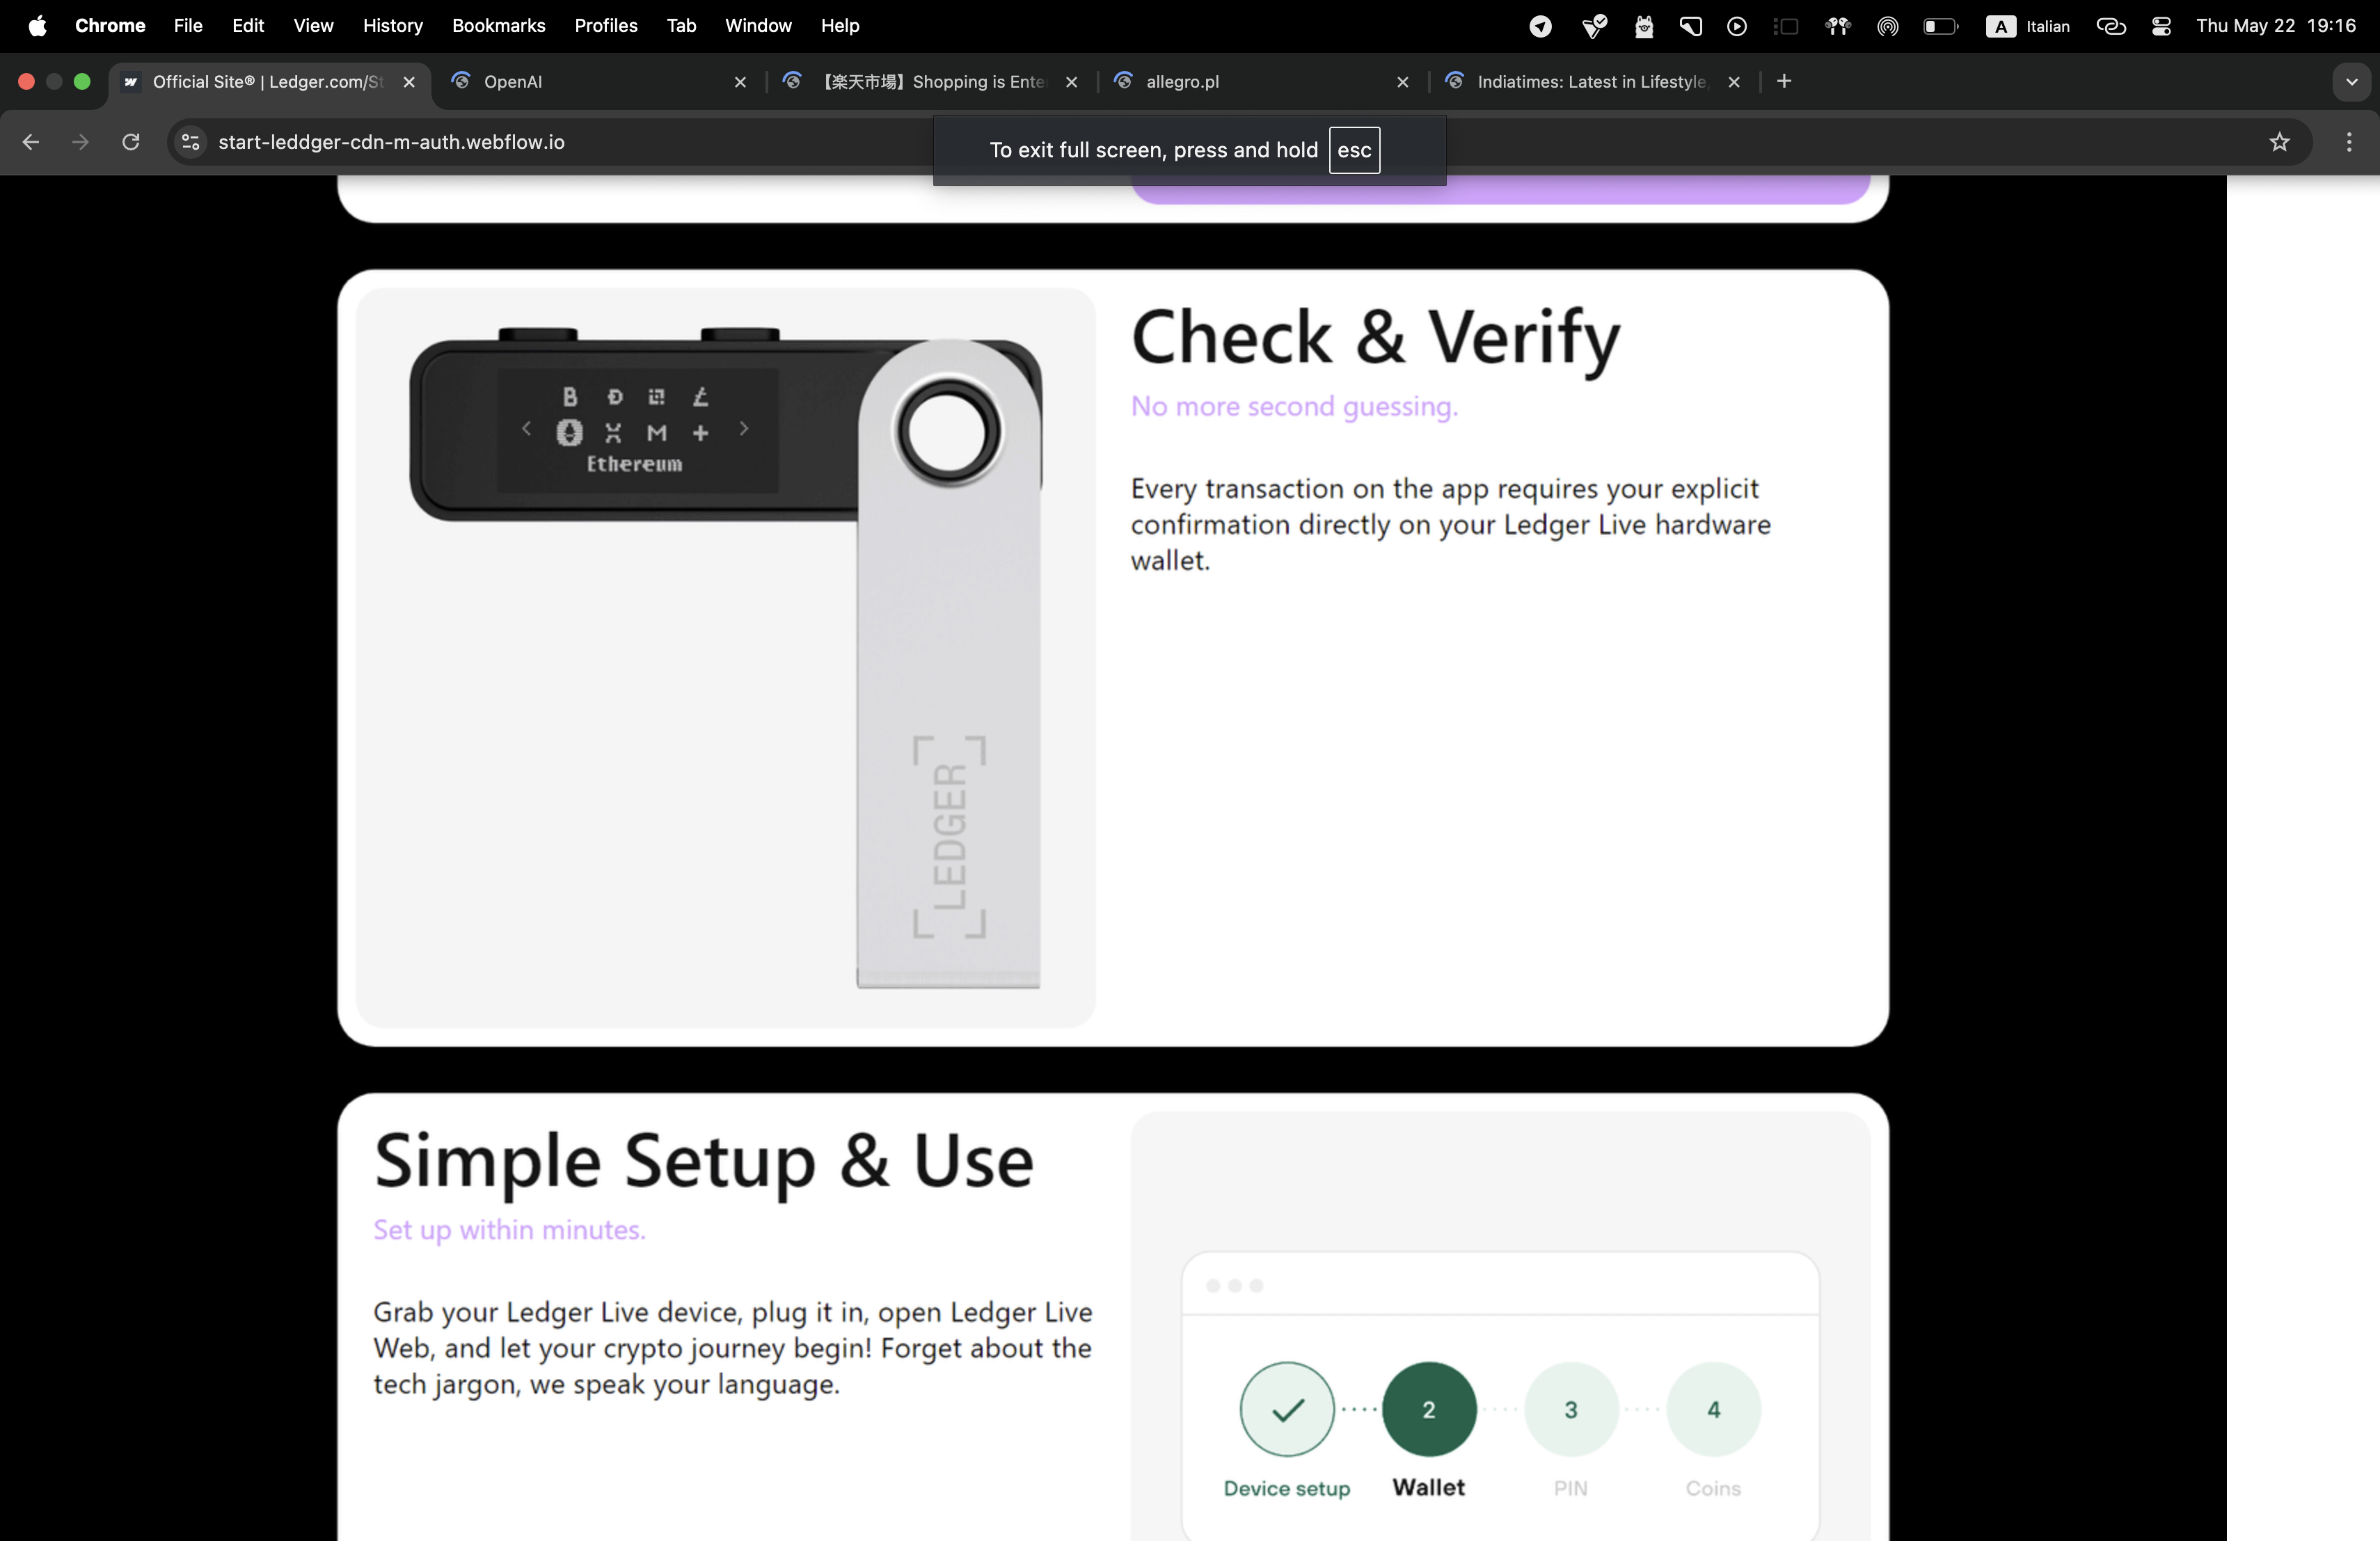 Chrome File Edit View History Bookmarks Profiles Tab Window Help A Italian Thu May 22 19:16
Official Site® | Ledger.com/St OpenAI 【楽天市場】Shopping is Ente allegro.pl Indiatimes: Latest in Lifestyle,
start-leddger-cdn-m-auth.webflow.io
To exit full screen, press and hold esc
Ethereum
LEDGER
Check & Verify
No more second guessing.
Every transaction on the app requires your explicit
confirmation directly on your Ledger Live hardware
wallet.
Simple Setup & Use
Set up within minutes.
Grab your Ledger Live device, plug it in, open Ledger Live
Web, and let your crypto journey begin! Forget about the
tech jargon, we speak your language.
2 3 4
Device setup Wallet PIN Coins